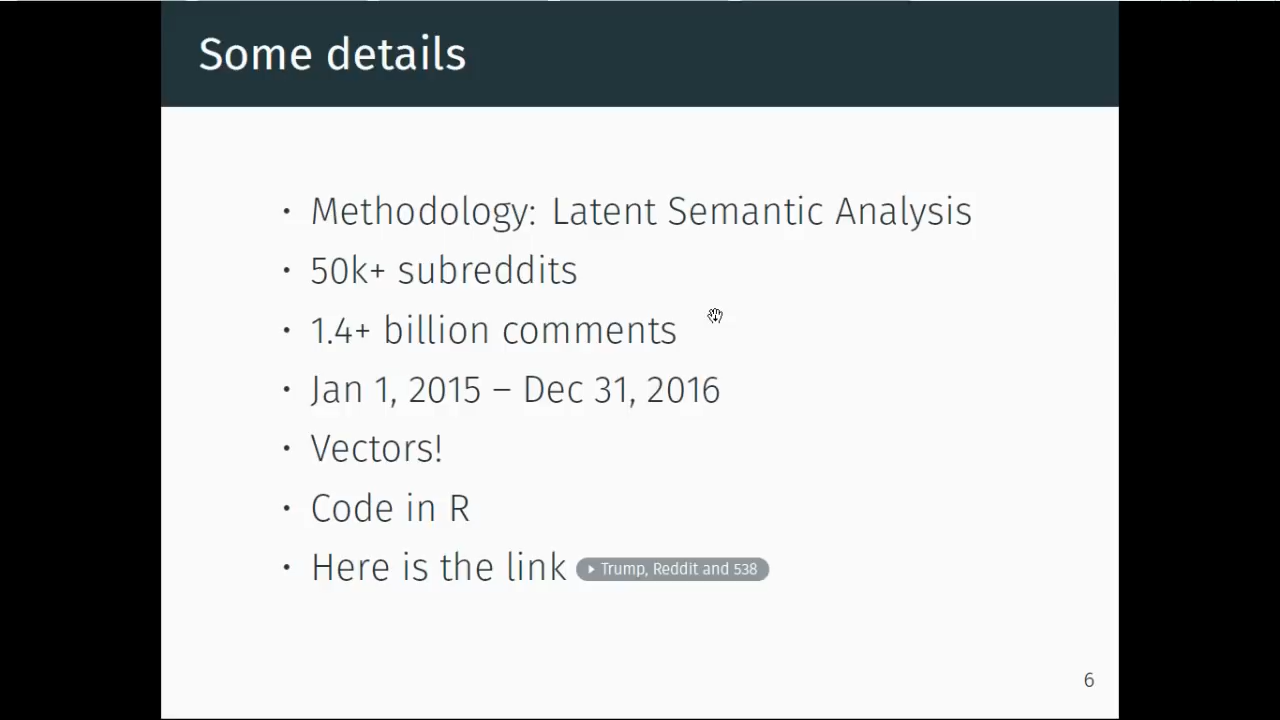 Some details
• Methodology: Latent Semantic Analysis
• 50k+ subreddits
• 1.4+ billion comments
• Jan 1, 2015 – Dec 31, 2016
• Vectors!
• Code in R
• Here is the link ▸ Trump, Reddit and 538
6